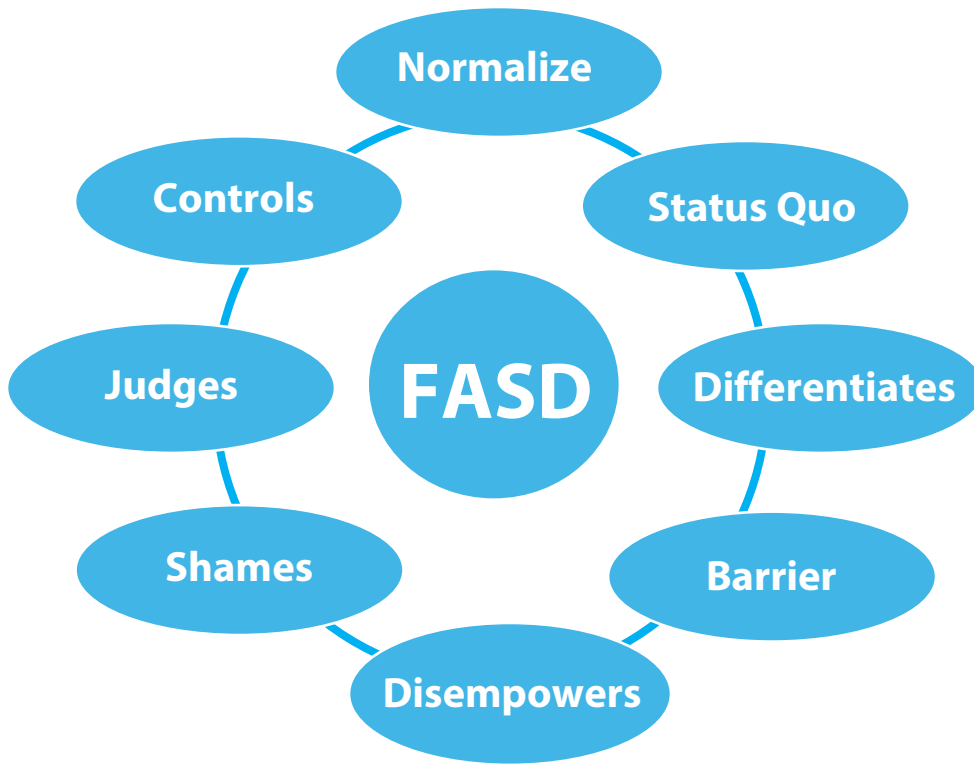 Normalize
Status Quo
Differentiates
Barrier
Disempowers
Shames
Judges
Controls
FASD